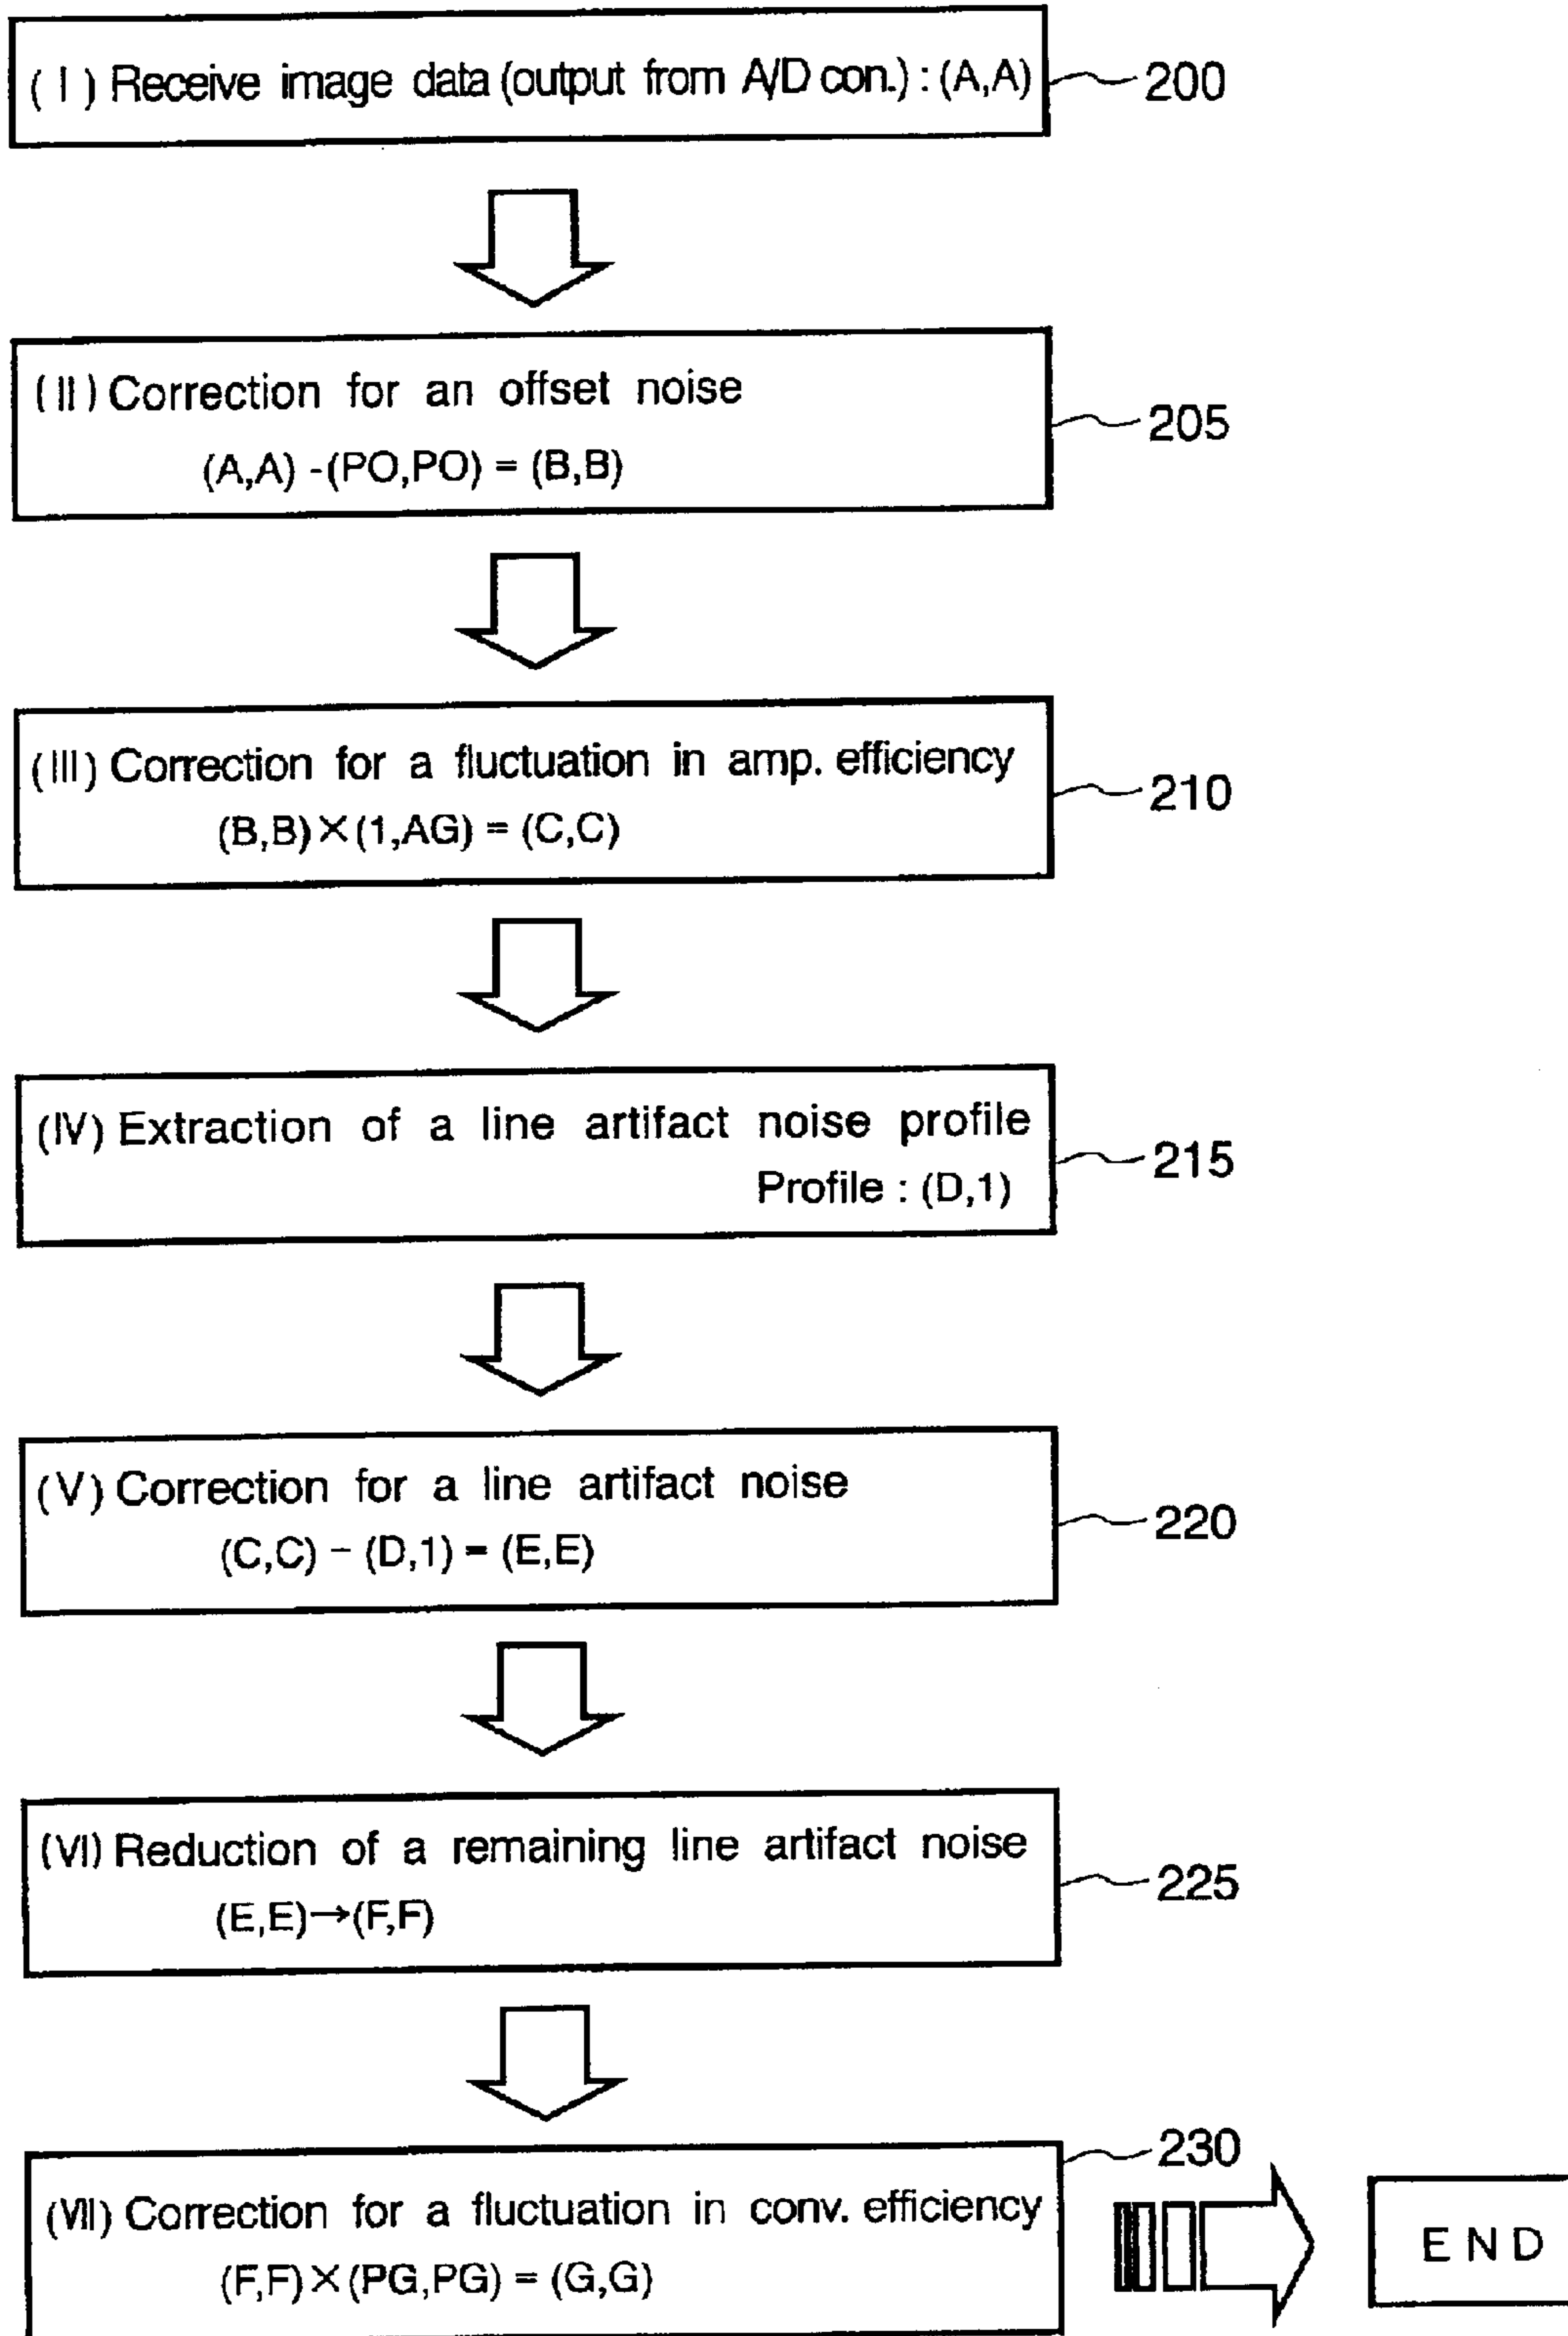 ( I ) Receive image data (output from A/D con.) : (A,A)
200
(II) Correction for an offset noise
(A,A) -(PO,PO) = (B,B)
205
(III) Correction for a fluctuation in amp. efficiency
(B,B)×(1,AG) = (C,C)
210
(IV) Extraction of a line artifact noise profile
Profile : (D,1)
215
(V) Correction for a line artifact noise
(C,C) - (D,1) = (E,E)
220
(VI) Reduction of a remaining line artifact noise
(E,E)→(F,F)
225
230
(VII) Correction for a fluctuation in conv. efficiency
(F,F)×(PG,PG) = (G,G)
END